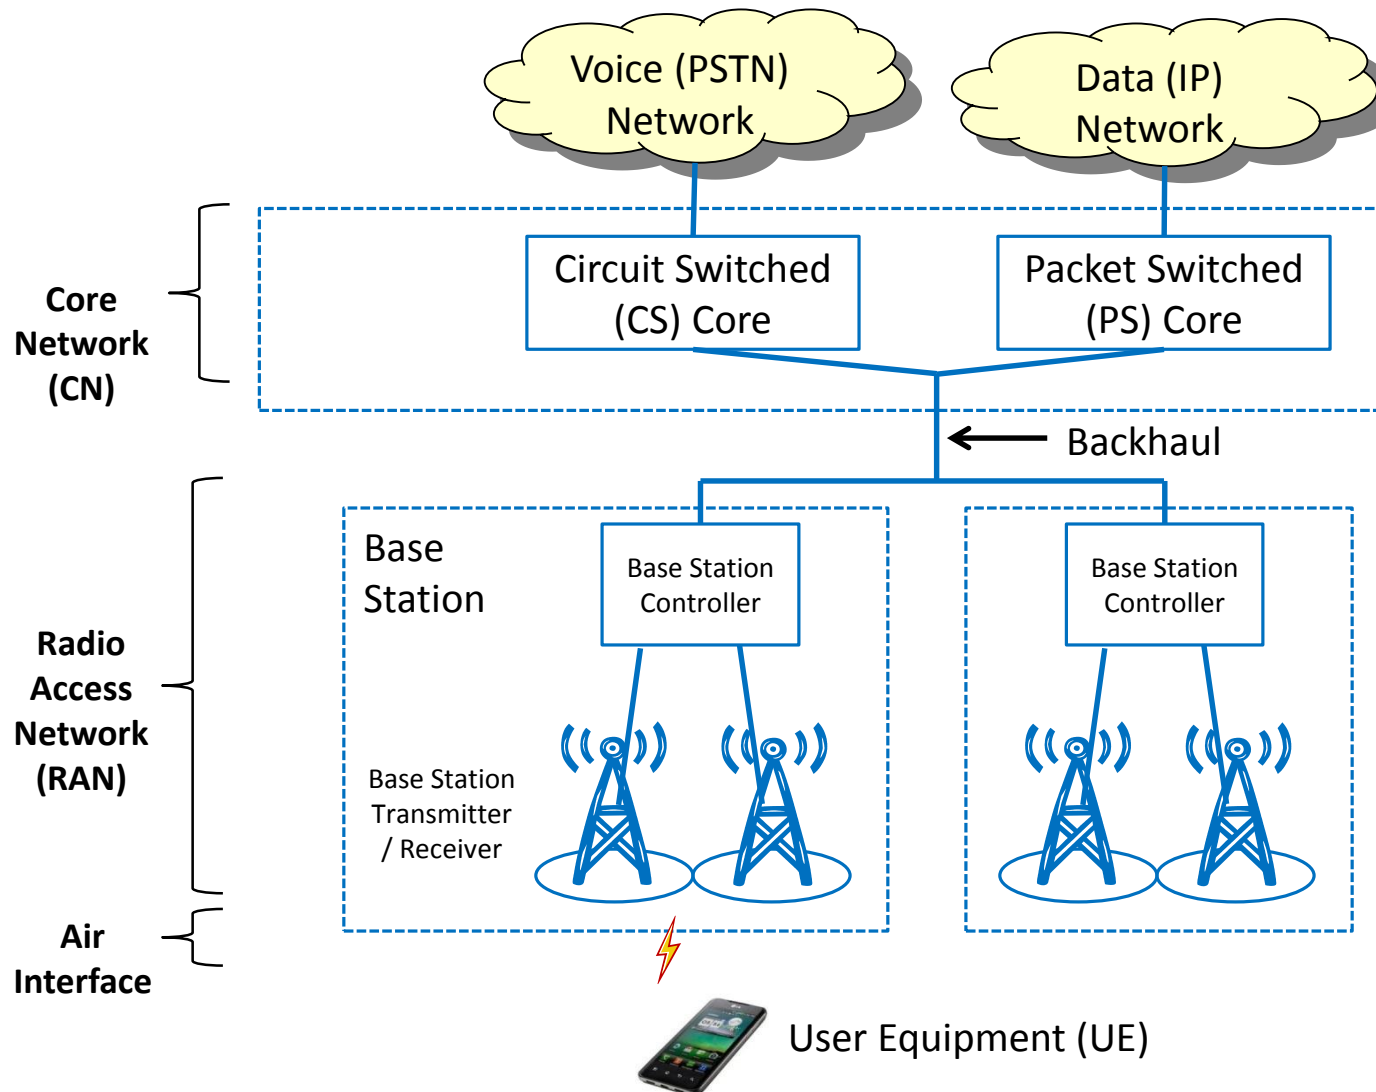 Voice (PSTN)
Network
Data (IP)
Network
Core
Network
(CN)
Circuit Switched
(CS) Core
Packet Switched
(PS) Core
Backhaul
Radio
Access
Network
(RAN)
Base
Station
Base Station
Controller
Base Station
Controller
Base Station
Transmitter
/ Receiver
Air
Interface
User Equipment (UE)